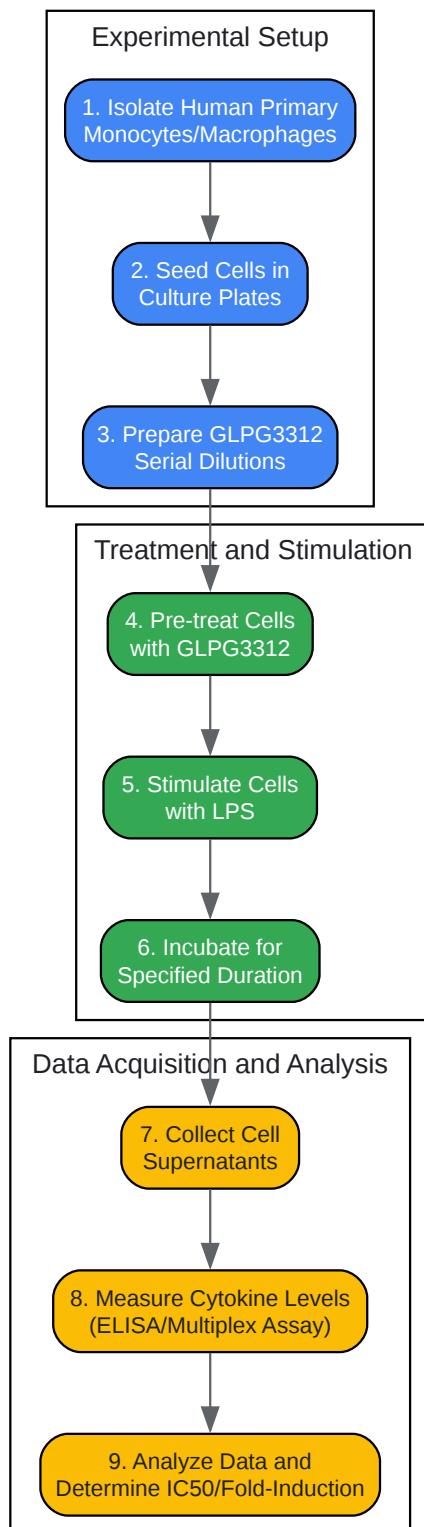 Experimental Setup
1. Isolate Human Primary
Monocytes/Macrophages
2. Seed Cells in
Culture Plates
3. Prepare GLPG3312
Serial Dilutions
Treatment and Stimulation
4. Pre-treat Cells
with GLPG3312
5. Stimulate Cells
with LPS
6. Incubate for
Specified Duration
Data Acquisition and Analysis
7. Collect Cell
Supernatants
8. Measure Cytokine Levels
(ELISA/Multiplex Assay)
9. Analyze Data and
Determine IC50/Fold-Induction